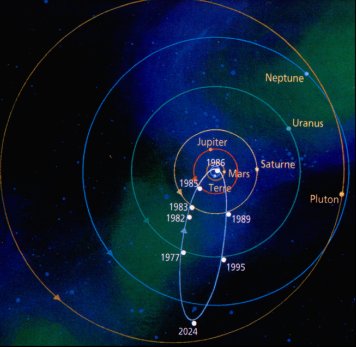 Neptune
Uranus
Jupiter
1986
Saturne
Mars
1985
Terre
Pluton
1983
1982
1989
1977
1995
2024